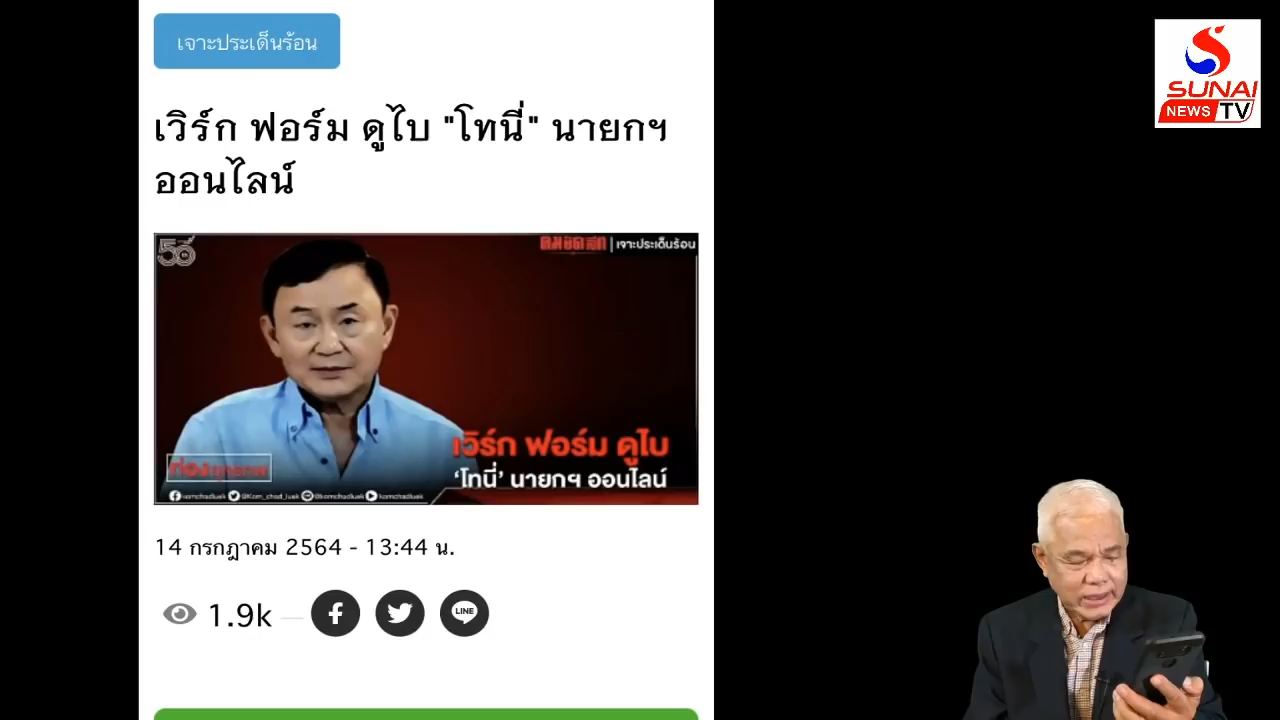 เจาะประเด็นร้อน
SUNAI
NEWS TV
เวิร์ก ฟอร์ม ดูไบ "โทนี่" นายกฯ
ออนไลน์
คมชัดลึก | เจาะประเด็นร้อน
เวิร์ก ฟอร์ม ดูไบ
'โทนี่' นายกฯ ออนไลน์
komchadluek @Kom_chad_luek @komchadluek komchadluek
14 กรกฎาคม 2564 - 13:44 น.
1.9k
LINE